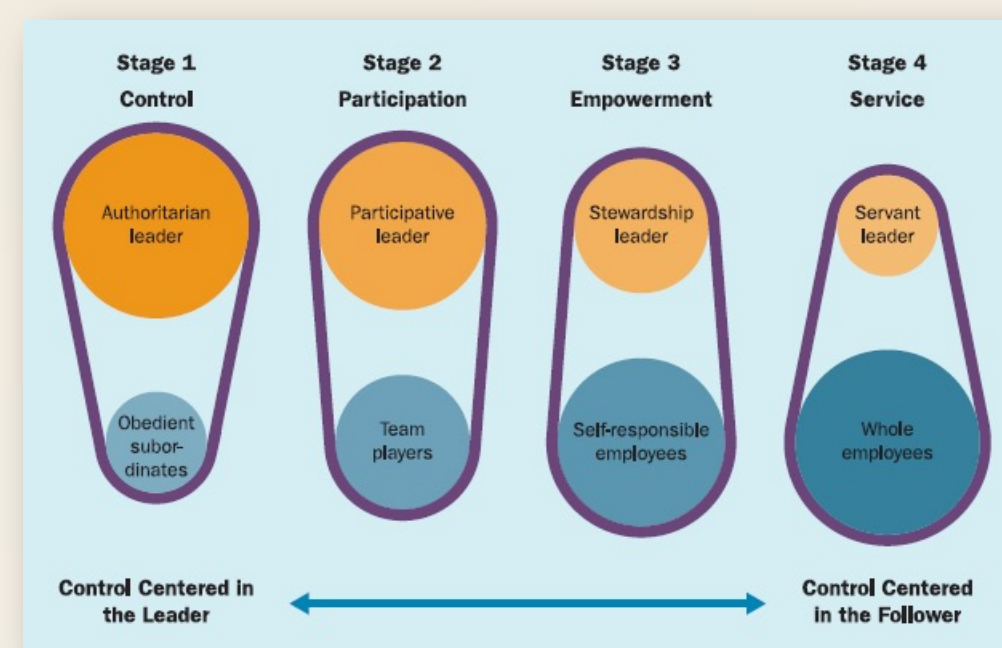 Stage 1
Control
Stage 2
Participation
Stage 3
Empowerment
Stage 4
Service
Authoritarian
leader
Participative
leader
Stewardship
leader
Servant
leader
Obedient
subor-
dinates
Team
players
Self-responsible
employees
Whole
employees
Control Centered in
the Leader
Control Centered
in the Follower